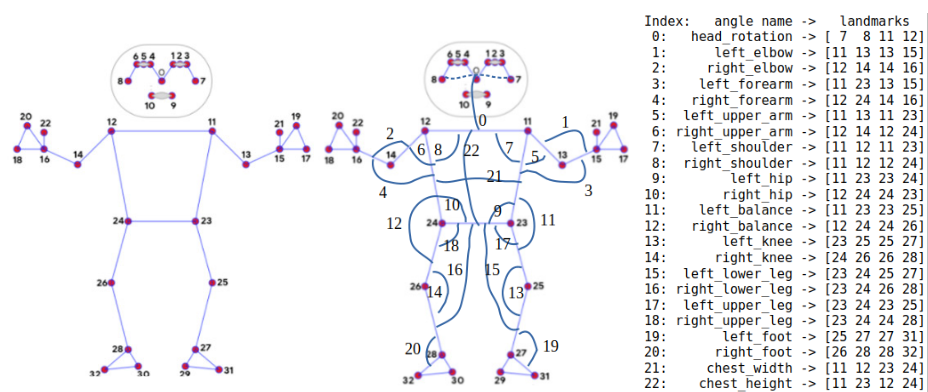 6 5 4 1 2 3
0
8 7
10 9
20 22 12 11 21 19
18 16 14 13 15 17
24 23
26 25
28 27
32 30 29 31
6 5 4 1 2 3
0
8 7
10 9
20 22 12 0 11 1 21 19
2
18 16 14 6 8 22 7 5 13 15 17
4 21 3
10 9
12 24 23 11
18 17
16 15
26 14 13 25
20 28 27 19
32 30 29 31
Index: angle name -> landmarks
0: head_rotation -> [ 7 8 11 12]
1: left_elbow -> [11 13 13 15]
2: right_elbow -> [12 14 14 16]
3: left_forearm -> [11 23 13 15]
4: right_forearm -> [12 24 14 16]
5: left_upper_arm -> [11 13 11 23]
6: right_upper_arm -> [12 14 12 24]
7: left_shoulder -> [11 12 11 23]
8: right_shoulder -> [11 12 12 24]
9: left_hip -> [11 23 23 24]
10: right_hip -> [12 24 24 23]
11: left_balance -> [11 23 23 25]
12: right_balance -> [12 24 24 26]
13: left_knee -> [23 25 25 27]
14: right_knee -> [24 26 26 28]
15: left_lower_leg -> [23 24 25 27]
16: right_lower_leg -> [23 24 26 28]
17: left_upper_leg -> [23 24 23 25]
18: right_upper_leg -> [23 24 24 28]
19: left_foot -> [25 27 27 31]
20: right_foot -> [26 28 28 32]
21: chest_width -> [11 12 23 24]
22: chest_height -> [11 23 12 24]